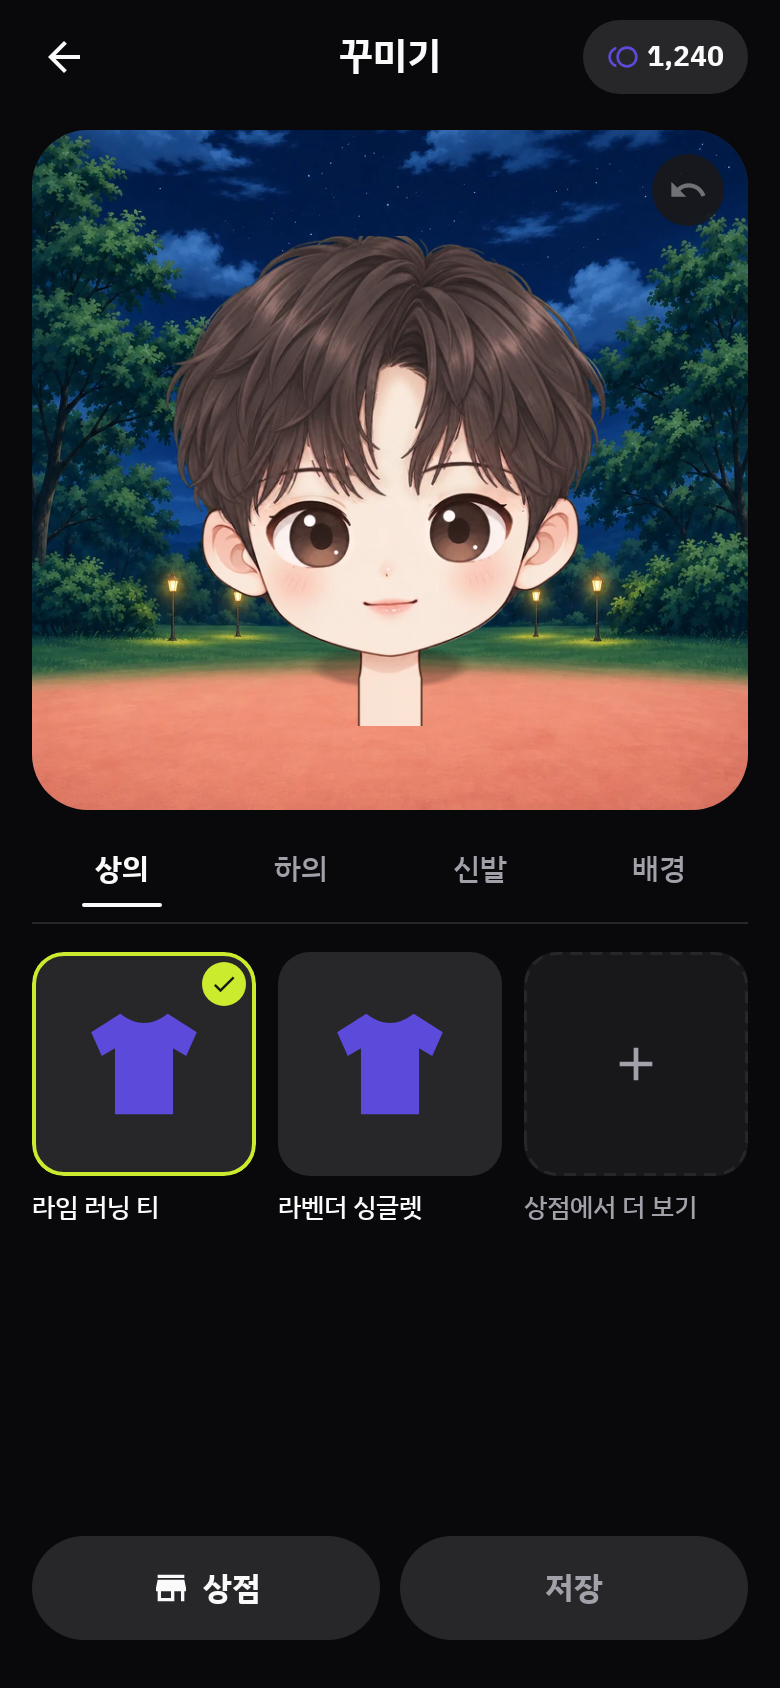 꾸미기
1,240
상의
하의
신발
배경
라임 러닝 티
라벤더 싱글렛
상점에서 더 보기
상점
저장